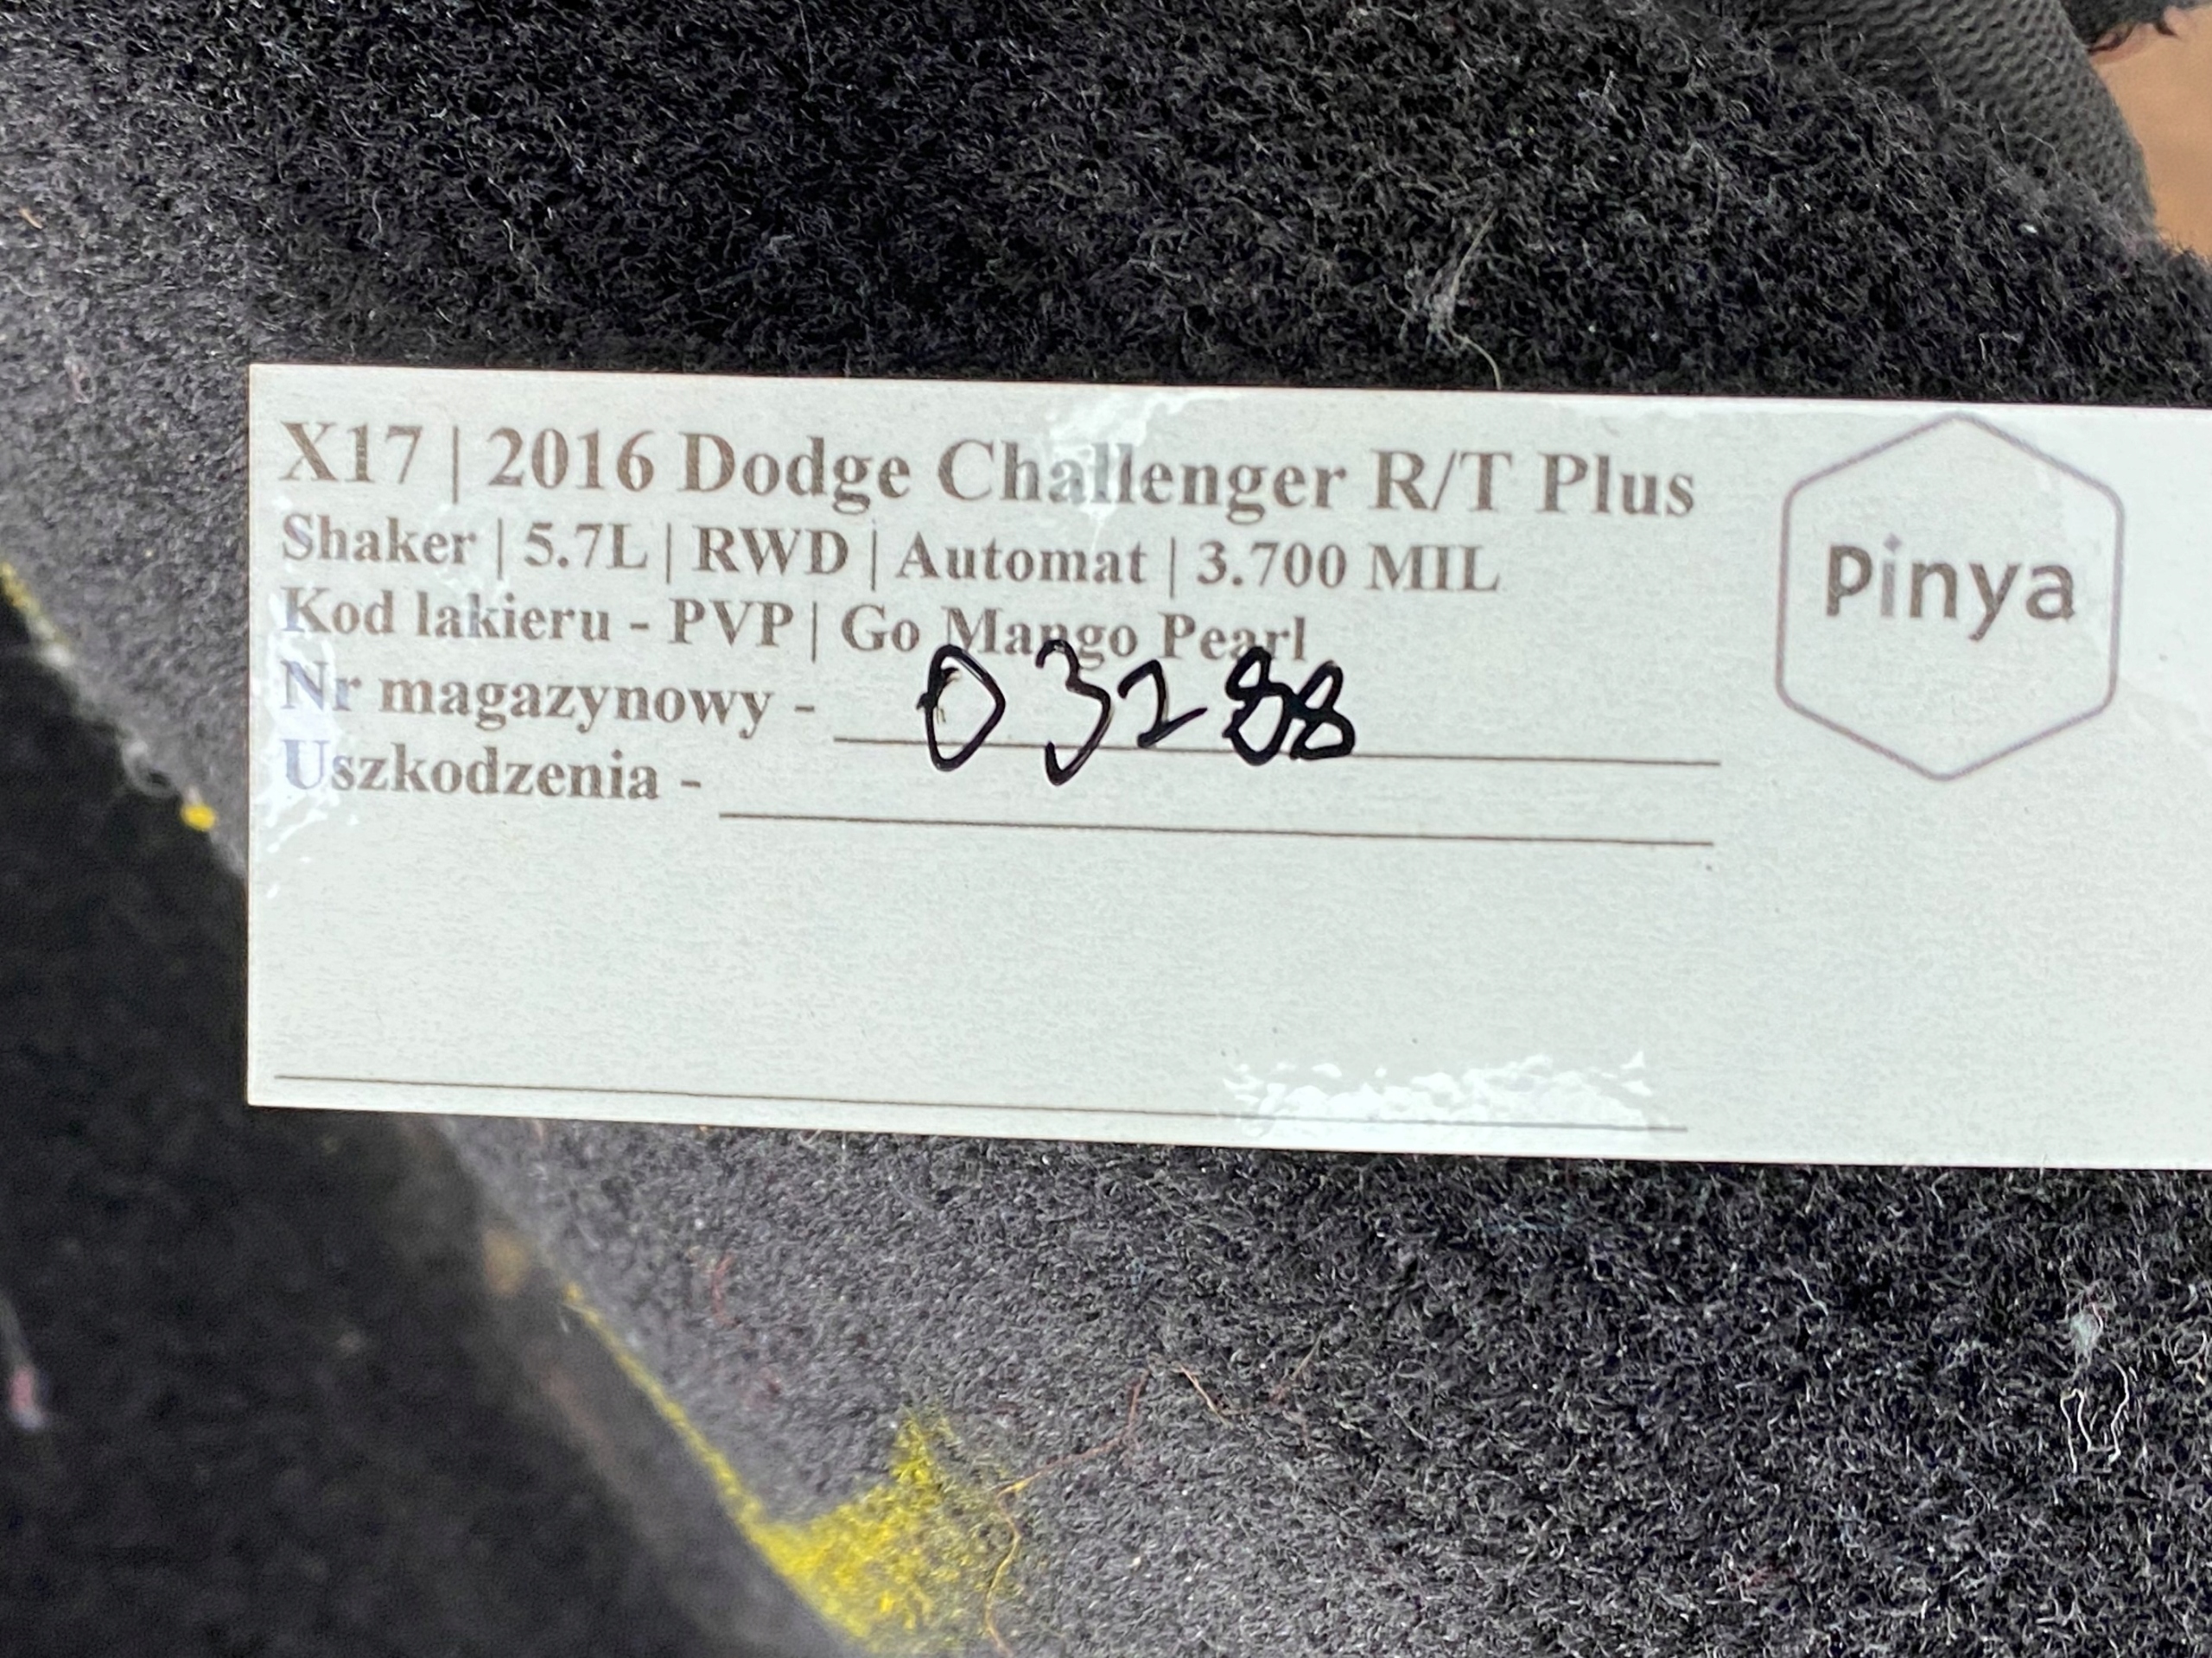 X17 | 2016 Dodge Challenger R/T Plus
Shaker | 5.7L | RWD | Automat | 3.700 MIL
Kod lakieru - PVP | Go Mango Pearl
Nr magazynowy - 03288
Uszkodzenia -
Pinya